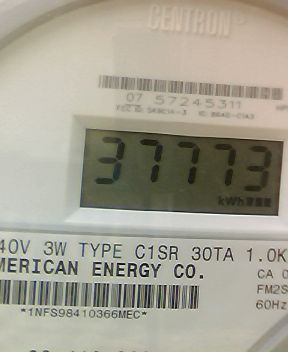 CENTRON
07 57245311
37773
kWh
40V 3W TYPE C1SR 30TA 1.0K
MERICAN ENERGY CO.
CA 0
FM2S
60Hz
*1NFS98410366MEC*